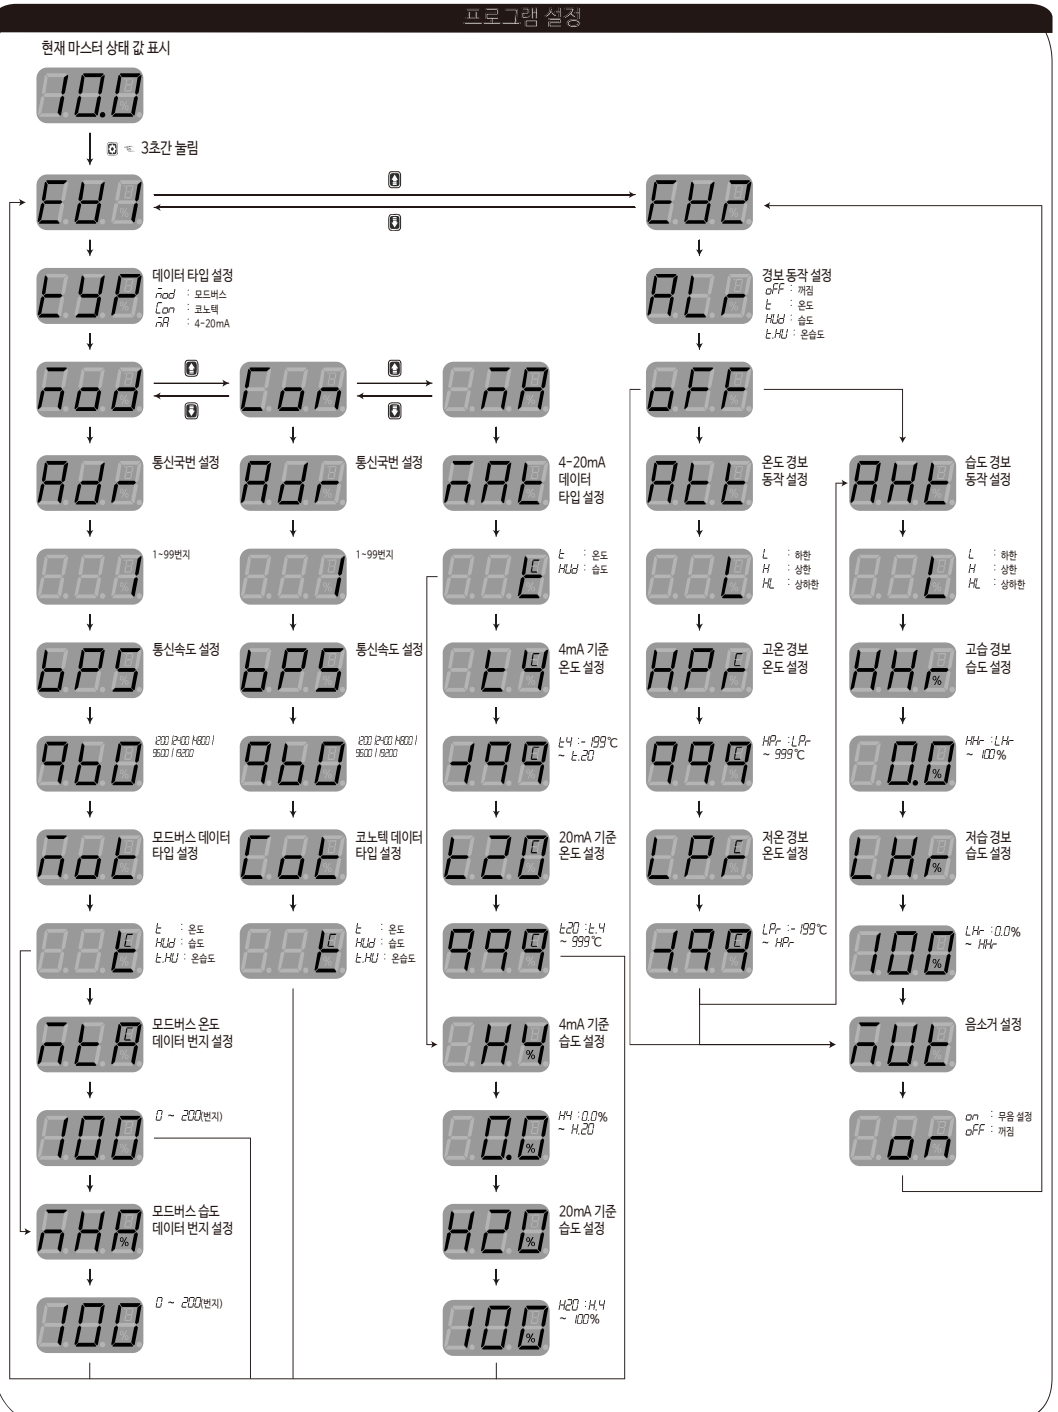 프로그램 설정
현재 마스터 상태 값 표시
10.0
3초간 눌림
tYP
데이터 타입 설정
mod : 모드버스
Con : 코노텍
mA : 4-20mA
ALr
경보 동작 설정
oFF : 꺼짐
t : 온도
HUd : 습도
t.HU : 온습도
mod
Con
mA
oFF
Adr
통신국번 설정
Adr
통신국번 설정
mAt
4-20mA
데이터
타입 설정
Att
온도 경보
동작 설정
AHt
습도 경보
동작 설정
1
1~99번지
1
1~99번지
t
t : 온도
HUd : 습도
L
L : 하한
H : 상한
HL : 상하한
L
L : 하한
H : 상한
HL : 상하한
bPS
통신속도 설정
bPS
통신속도 설정
t4
4mA 기준
온도 설정
HPr
고온 경보
온도 설정
HHr%
고습 경보
습도 설정
9b0
1200 | 2400 | 4800 |
9600 | 19200
9b0
1200 | 2400 | 4800 |
9600 | 19200
-199
t4 :- 199℃
~ t.20
999
HPr :LPr
~ 999℃
0.0%
HHr :LHr
~ 100%
mot
모드버스 데이터
타입 설정
Cot
코노텍 데이터
타입 설정
t20
20mA 기준
온도 설정
LPr
저온 경보
온도 설정
LHr%
저습 경보
습도 설정
t
t : 온도
HUd : 습도
t.HU : 온습도
t
t : 온도
HUd : 습도
t.HU : 온습도
999
t20 :t.4
~ 999℃
-199
LPr :- 199℃
~ HPr
100%
LHr :0.0%
~ HHr
mtA
모드버스 온도
데이터 번지 설정
H4%
4mA 기준
습도 설정
mUt
음소거 설정
100
0 ~ 200(번지)
0.0%
H4 :0.0%
~ H.20
on
on : 무음 설정
oFF : 꺼짐
mHA%
모드버스 습도
데이터 번지 설정
H20%
20mA 기준
습도 설정
100
0 ~ 200(번지)
100%
H20 :H.4
~ 100%